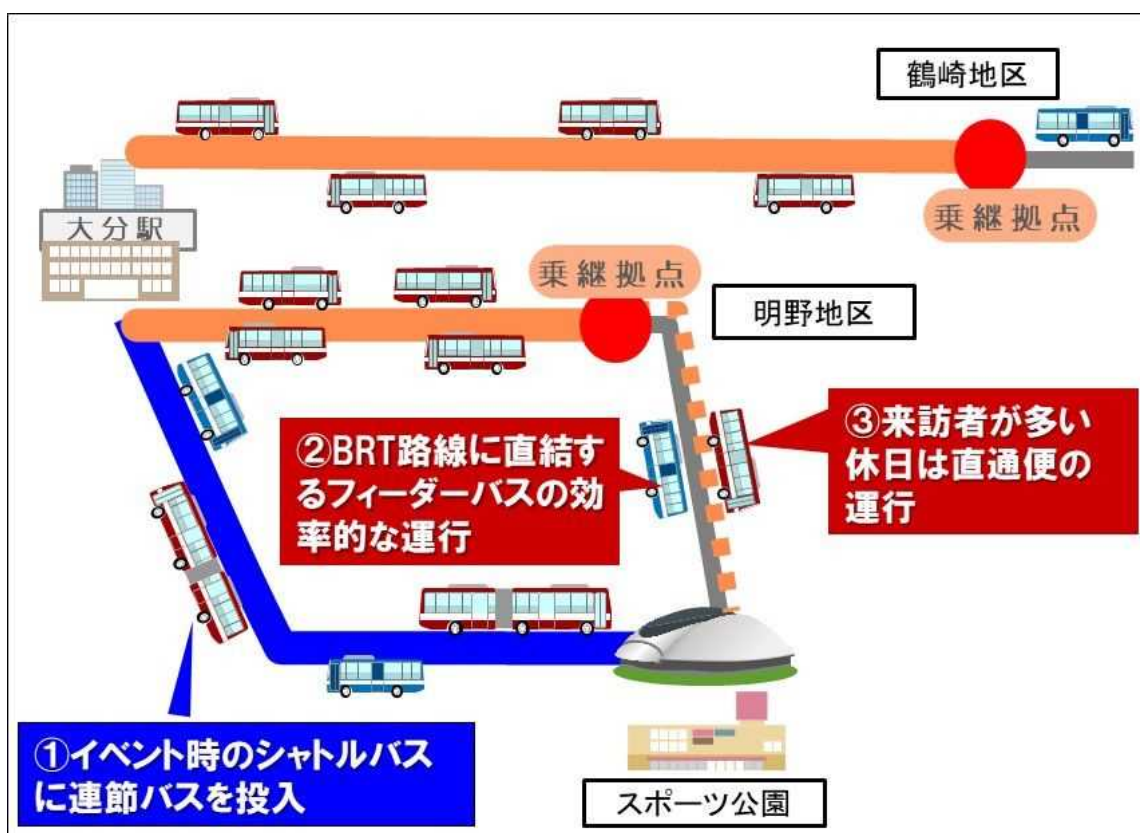 鶴崎地区
乗継拠点
大分駅
乗継拠点
明野地区
②BRT路線に直結す
るフィーダーバスの効
率的な運行
③来訪者が多い
休日は直通便の
運行
①イベント時のシャトルバス
に連節バスを投入
スポーツ公園